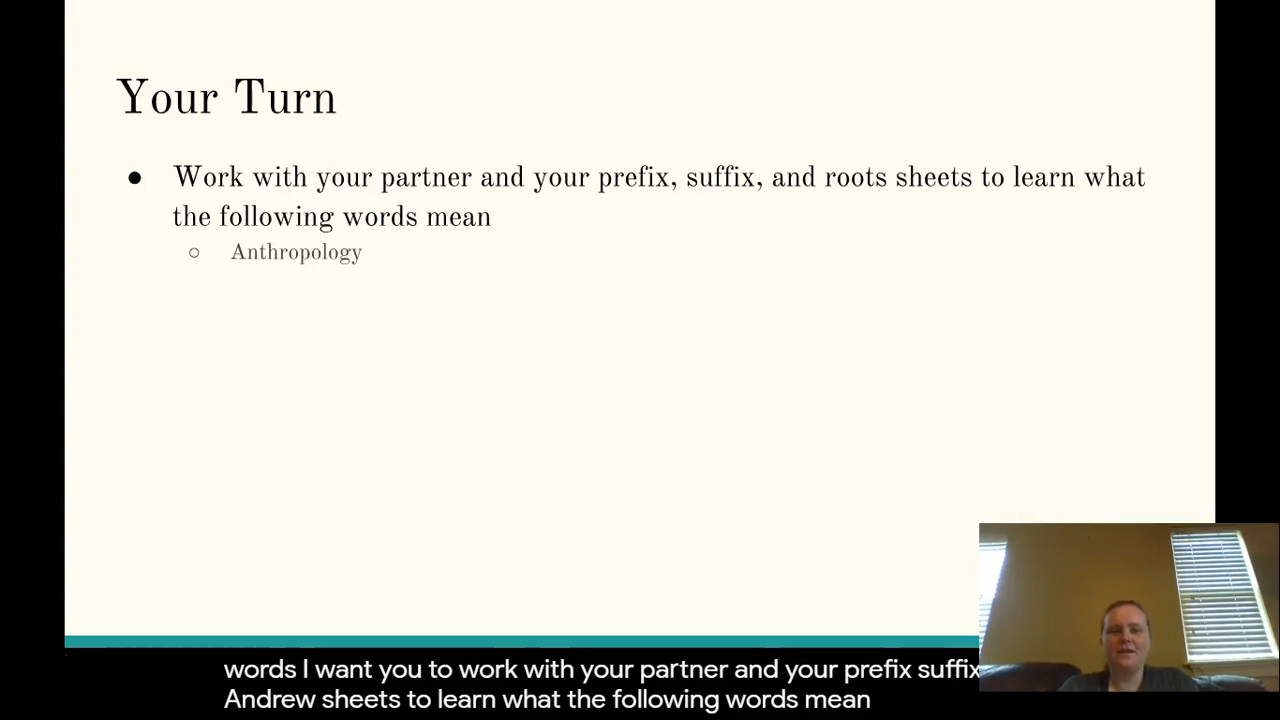 Your Turn
● Work with your partner and your prefix, suffix, and roots sheets to learn what
the following words mean
○ Anthropology
words I want you to work with your partner and your prefix suffix
Andrew sheets to learn what the following words mean